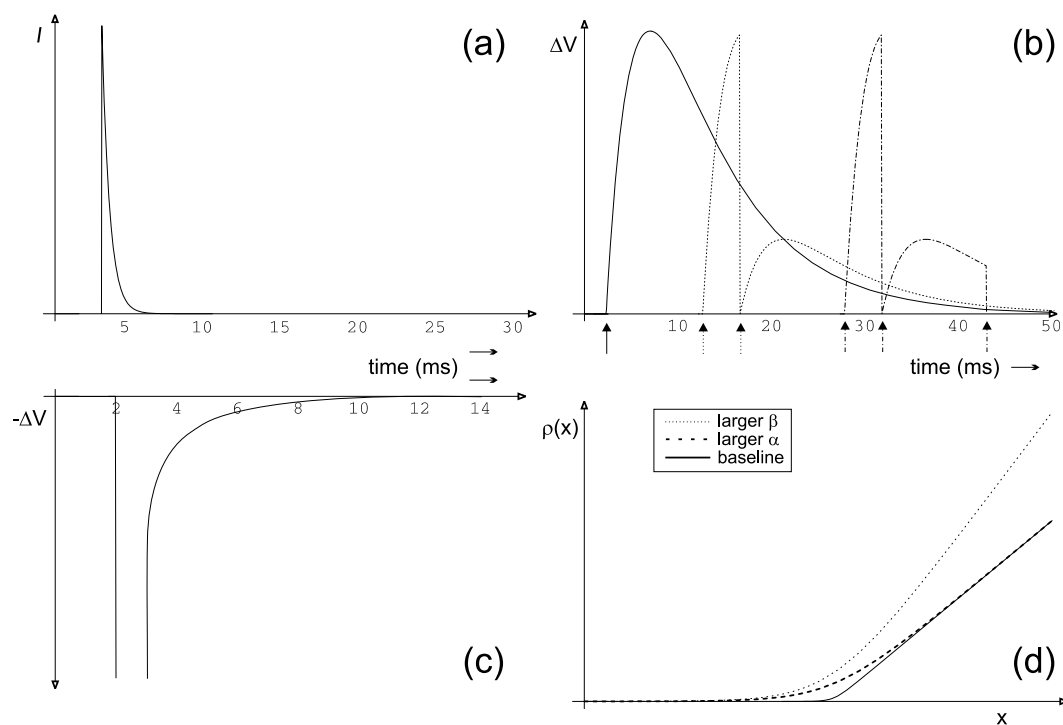 I
(a)
5 10 15 20 25 30
time (ms)
ΔV
(b)
10 20 30 40 50
time (ms)
-ΔV
2 4 6 8 10 12 14
(c)
ρ(x)
larger β
larger α
baseline
(d)
x